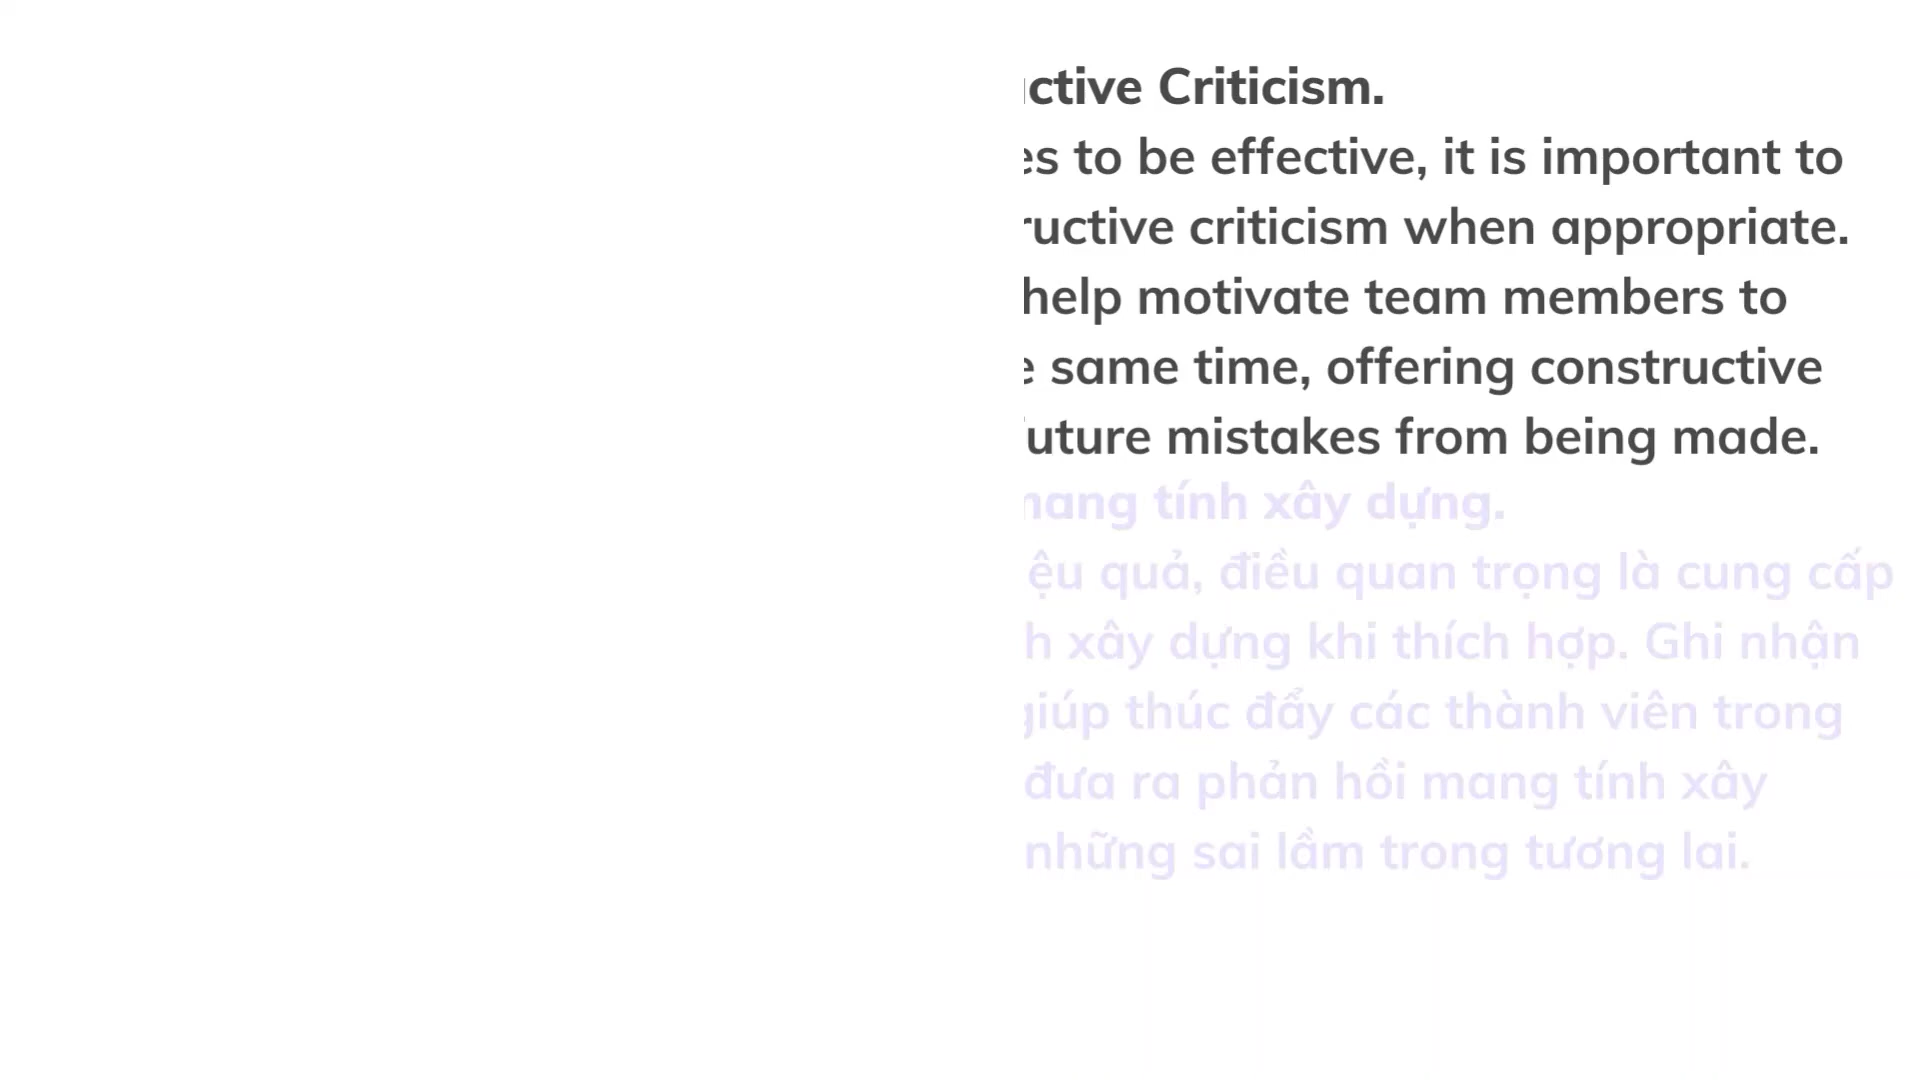 ctive Criticism.
es to be effective, it is important to
ructive criticism when appropriate.
help motivate team members to
e same time, offering constructive
uture mistakes from being made.
mang tính xây dựng.
ệu quả, điều quan trọng là cung cấp
h xây dựng khi thích hợp. Ghi nhận
giúp thúc đẩy các thành viên trong
đưa ra phản hồi mang tính xây
những sai lầm trong tương lai.